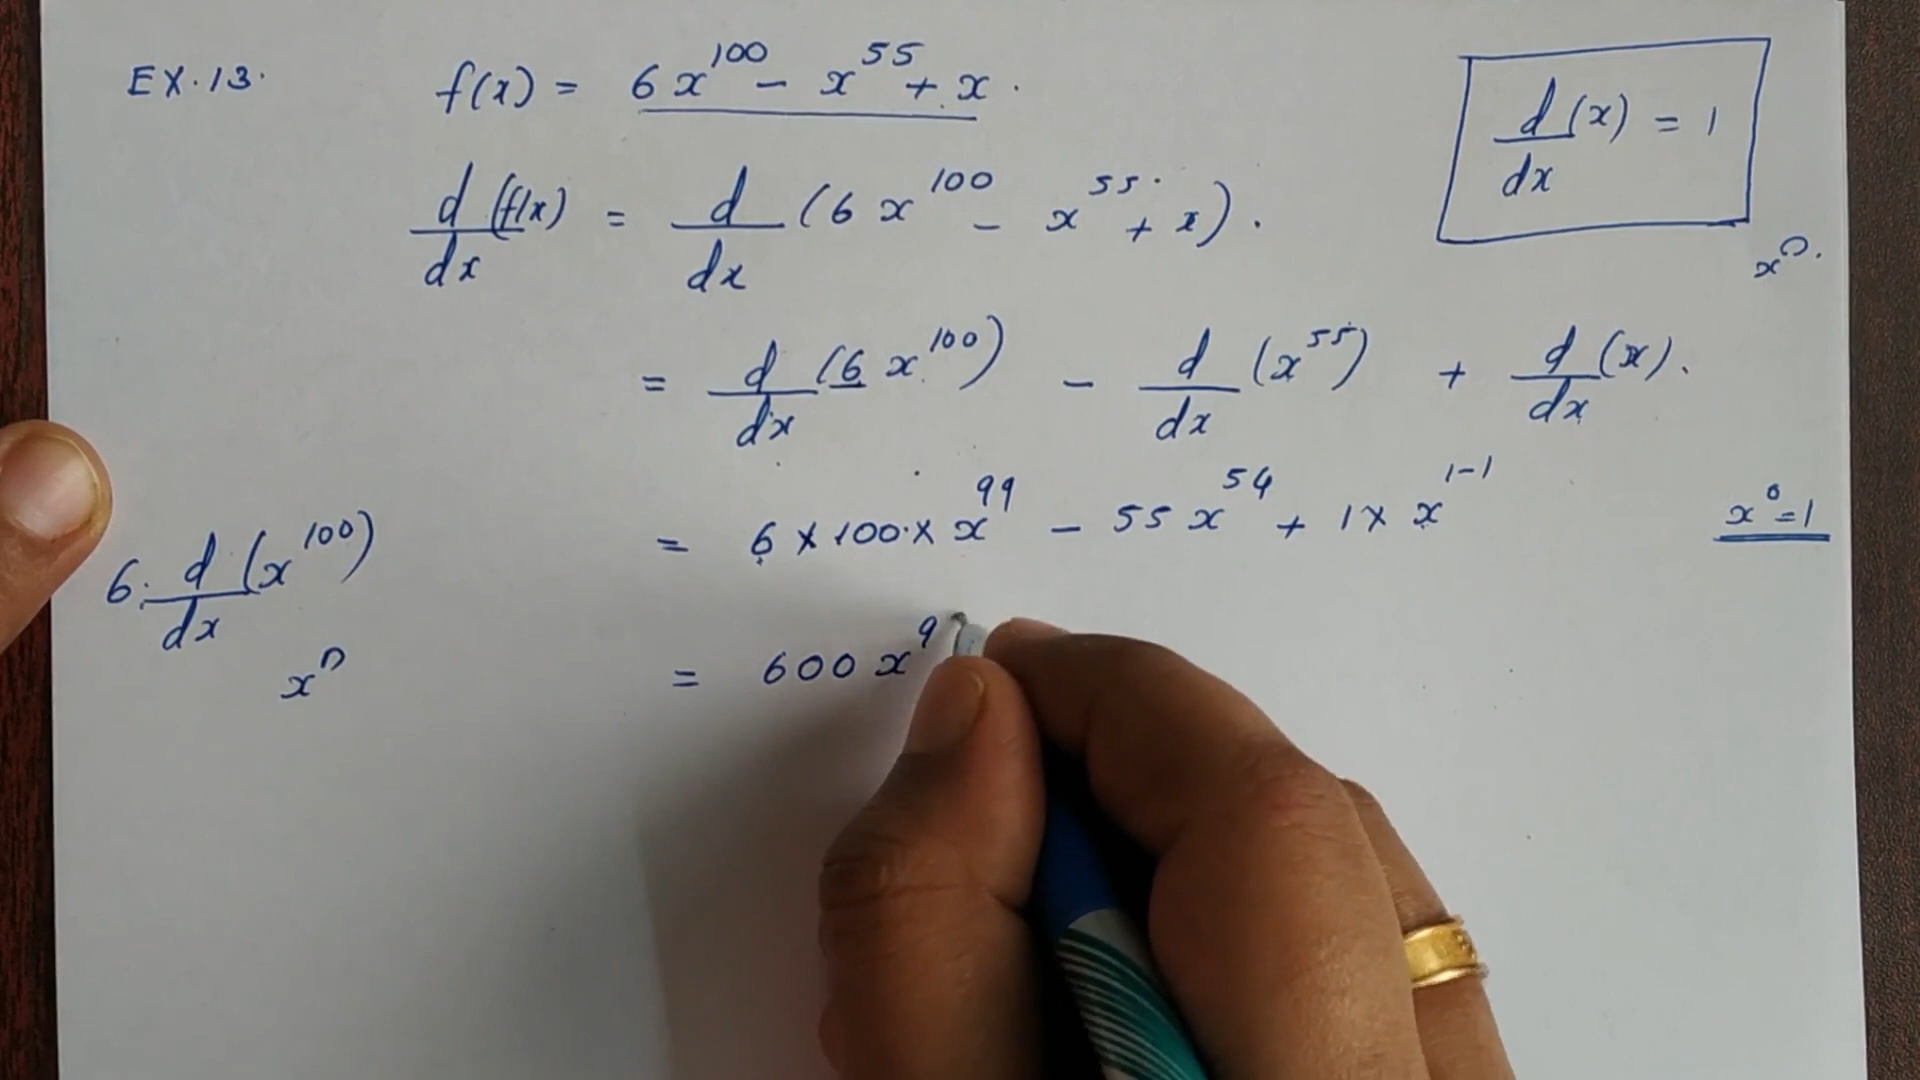 EX.13.
f(x) = 6x^100 - x^55 + x.
d/dx (x) = 1
d/dx (f(x) = d/dx (6x^100 - x^55 + x).
x^n.
= d/dx (6x^100) - d/dx (x^55) + d/dx (x).
= 6 × 100 × x^99 - 55x^54 + 1 × x^1-1
x^0 = 1
6. d/dx (x^100)
x^n
= 600x^9